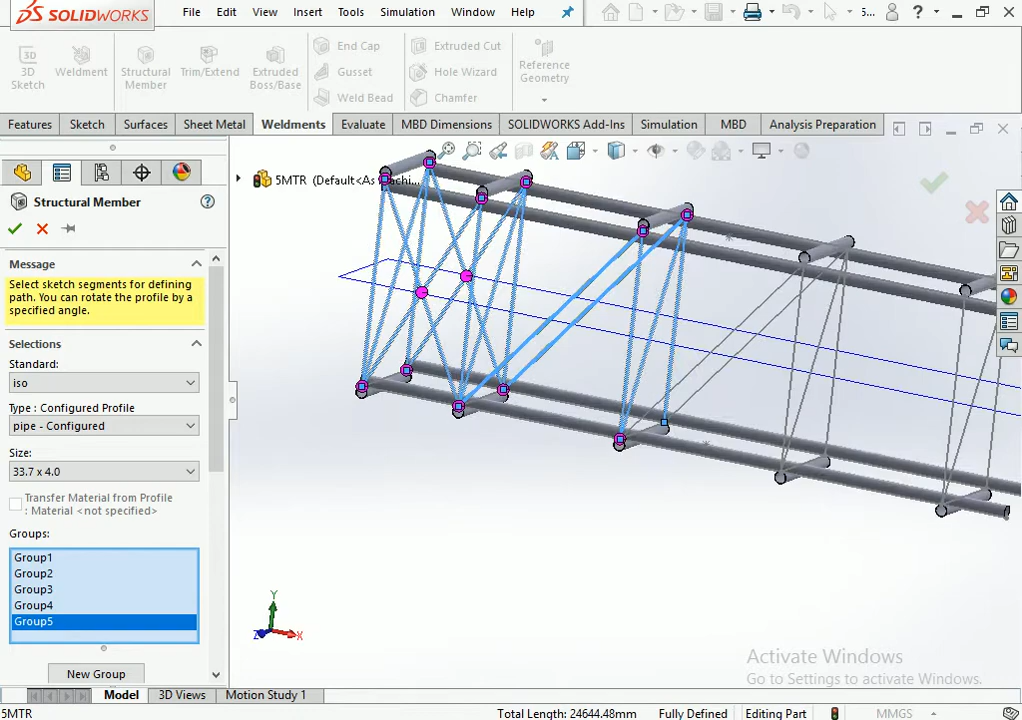 SOLIDWORKS
File Edit View Insert Tools Simulation Window Help
5...
?
3D
Sketch
Weldment
Structural
Member
Trim/Extend
Extruded
Boss/Base
End Cap
Gusset
Weld Bead
Extruded Cut
Hole Wizard
Chamfer
Reference
Geometry
Features Sketch Surfaces Sheet Metal Weldments Evaluate MBD Dimensions SOLIDWORKS Add-Ins Simulation MBD Analysis Preparation
5MTR (Default<As Machi...
Structural Member
?
Message
Select sketch segments for defining
path. You can rotate the profile by a
specified angle.
Selections
Standard:
iso
Type : Configured Profile
pipe - Configured
Size:
33.7 x 4.0
Transfer Material from Profile
: Material <not specified>
Groups:
Group1
Group2
Group3
Group4
Group5
New Group
Y
Z
X
Activate Windows
Go to Settings to activate Windows.
Model 3D Views Motion Study 1
5MTR Total Length: 24644.48mm Fully Defined Editing Part MMGS